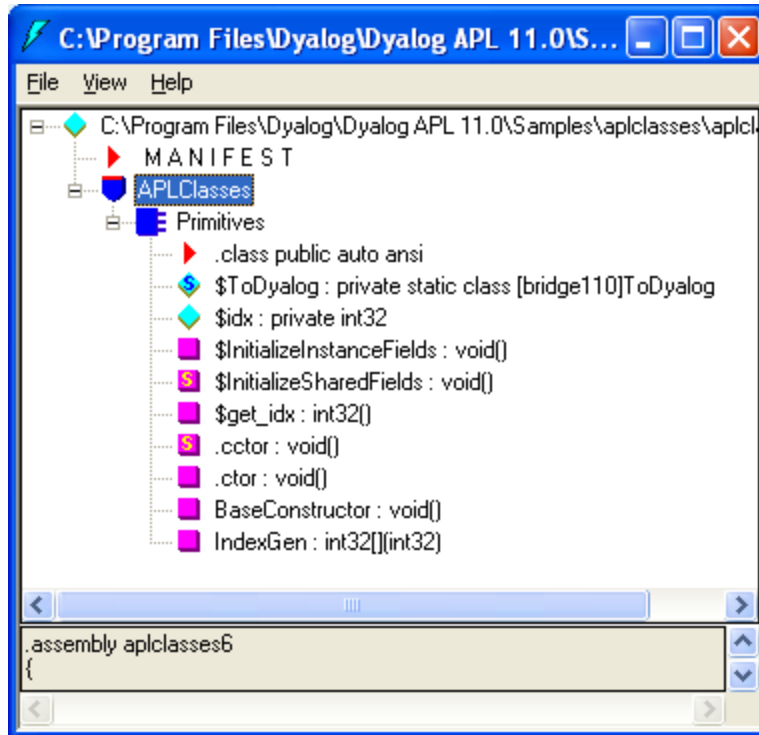 C:\Program Files\Dyalog\Dyalog APL 11.0\S...
File View Help
C:\Program Files\Dyalog\Dyalog APL 11.0\Samples\aplclasses\aplcl
M A N I F E S T
APLClasses
Primitives
.class public auto ansi
$ToDyalog : private static class [bridge110]ToDyalog
$idx : private int32
$InitializeInstanceFields : void()
S $InitializeSharedFields : void()
$get_idx : int32()
S .cctor : void()
.ctor : void()
BaseConstructor : void()
IndexGen : int32[](int32)
.assembly aplclasses6
{